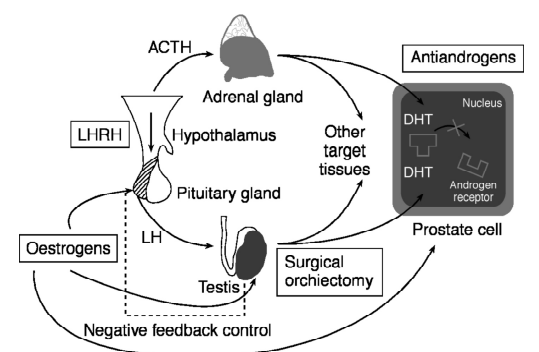 ACTH
Antiandrogens
Adrenal gland
Nucleus
DHT
LHRH
Hypothalamus
Other
target
tissues
DHT
Androgen
receptor
Pituitary gland
Prostate cell
LH
Oestrogens
Surgical
orchiectomy
Testis
Negative feedback control